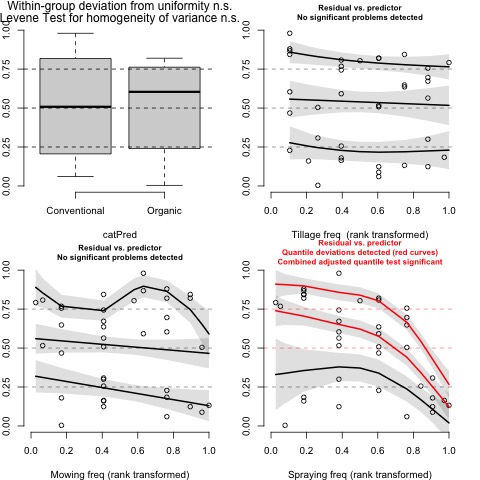 Within-group deviation from uniformity n.s.
Levene Test for homogeneity of variance n.s.
0.00 0.25 0.50 0.75 1.00
Conventional Organic
catPred
Residual vs. predictor
No significant problems detected
0.00 0.25 0.50 0.75 1.00
0.0 0.2 0.4 0.6 0.8 1.0
Tillage freq (rank transformed)
Residual vs. predictor
No significant problems detected
0.00 0.25 0.50 0.75 1.00
0.0 0.2 0.4 0.6 0.8 1.0
Mowing freq (rank transformed)
Residual vs. predictor
Quantile deviations detected (red curves)
Combined adjusted quantile test significant
0.00 0.25 0.50 0.75 1.00
0.0 0.2 0.4 0.6 0.8 1.0
Spraying freq (rank transformed)